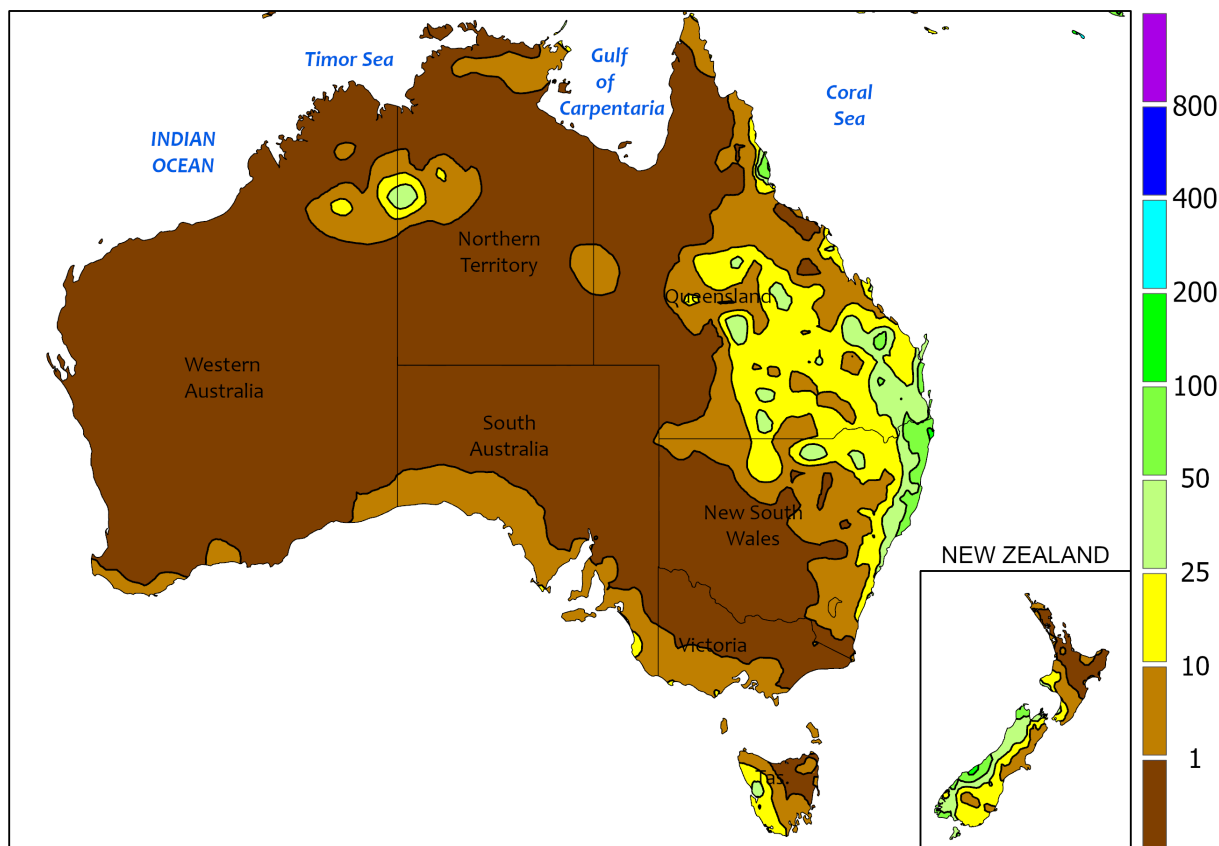 Timor Sea
Gulf
of
Carpentaria
Coral
Sea
INDIAN
OCEAN
Northern
Territory
Queensland
Western
Australia
South
Australia
New South
Wales
Victoria
Tas.
NEW ZEALAND
800
400
200
100
50
25
10
1